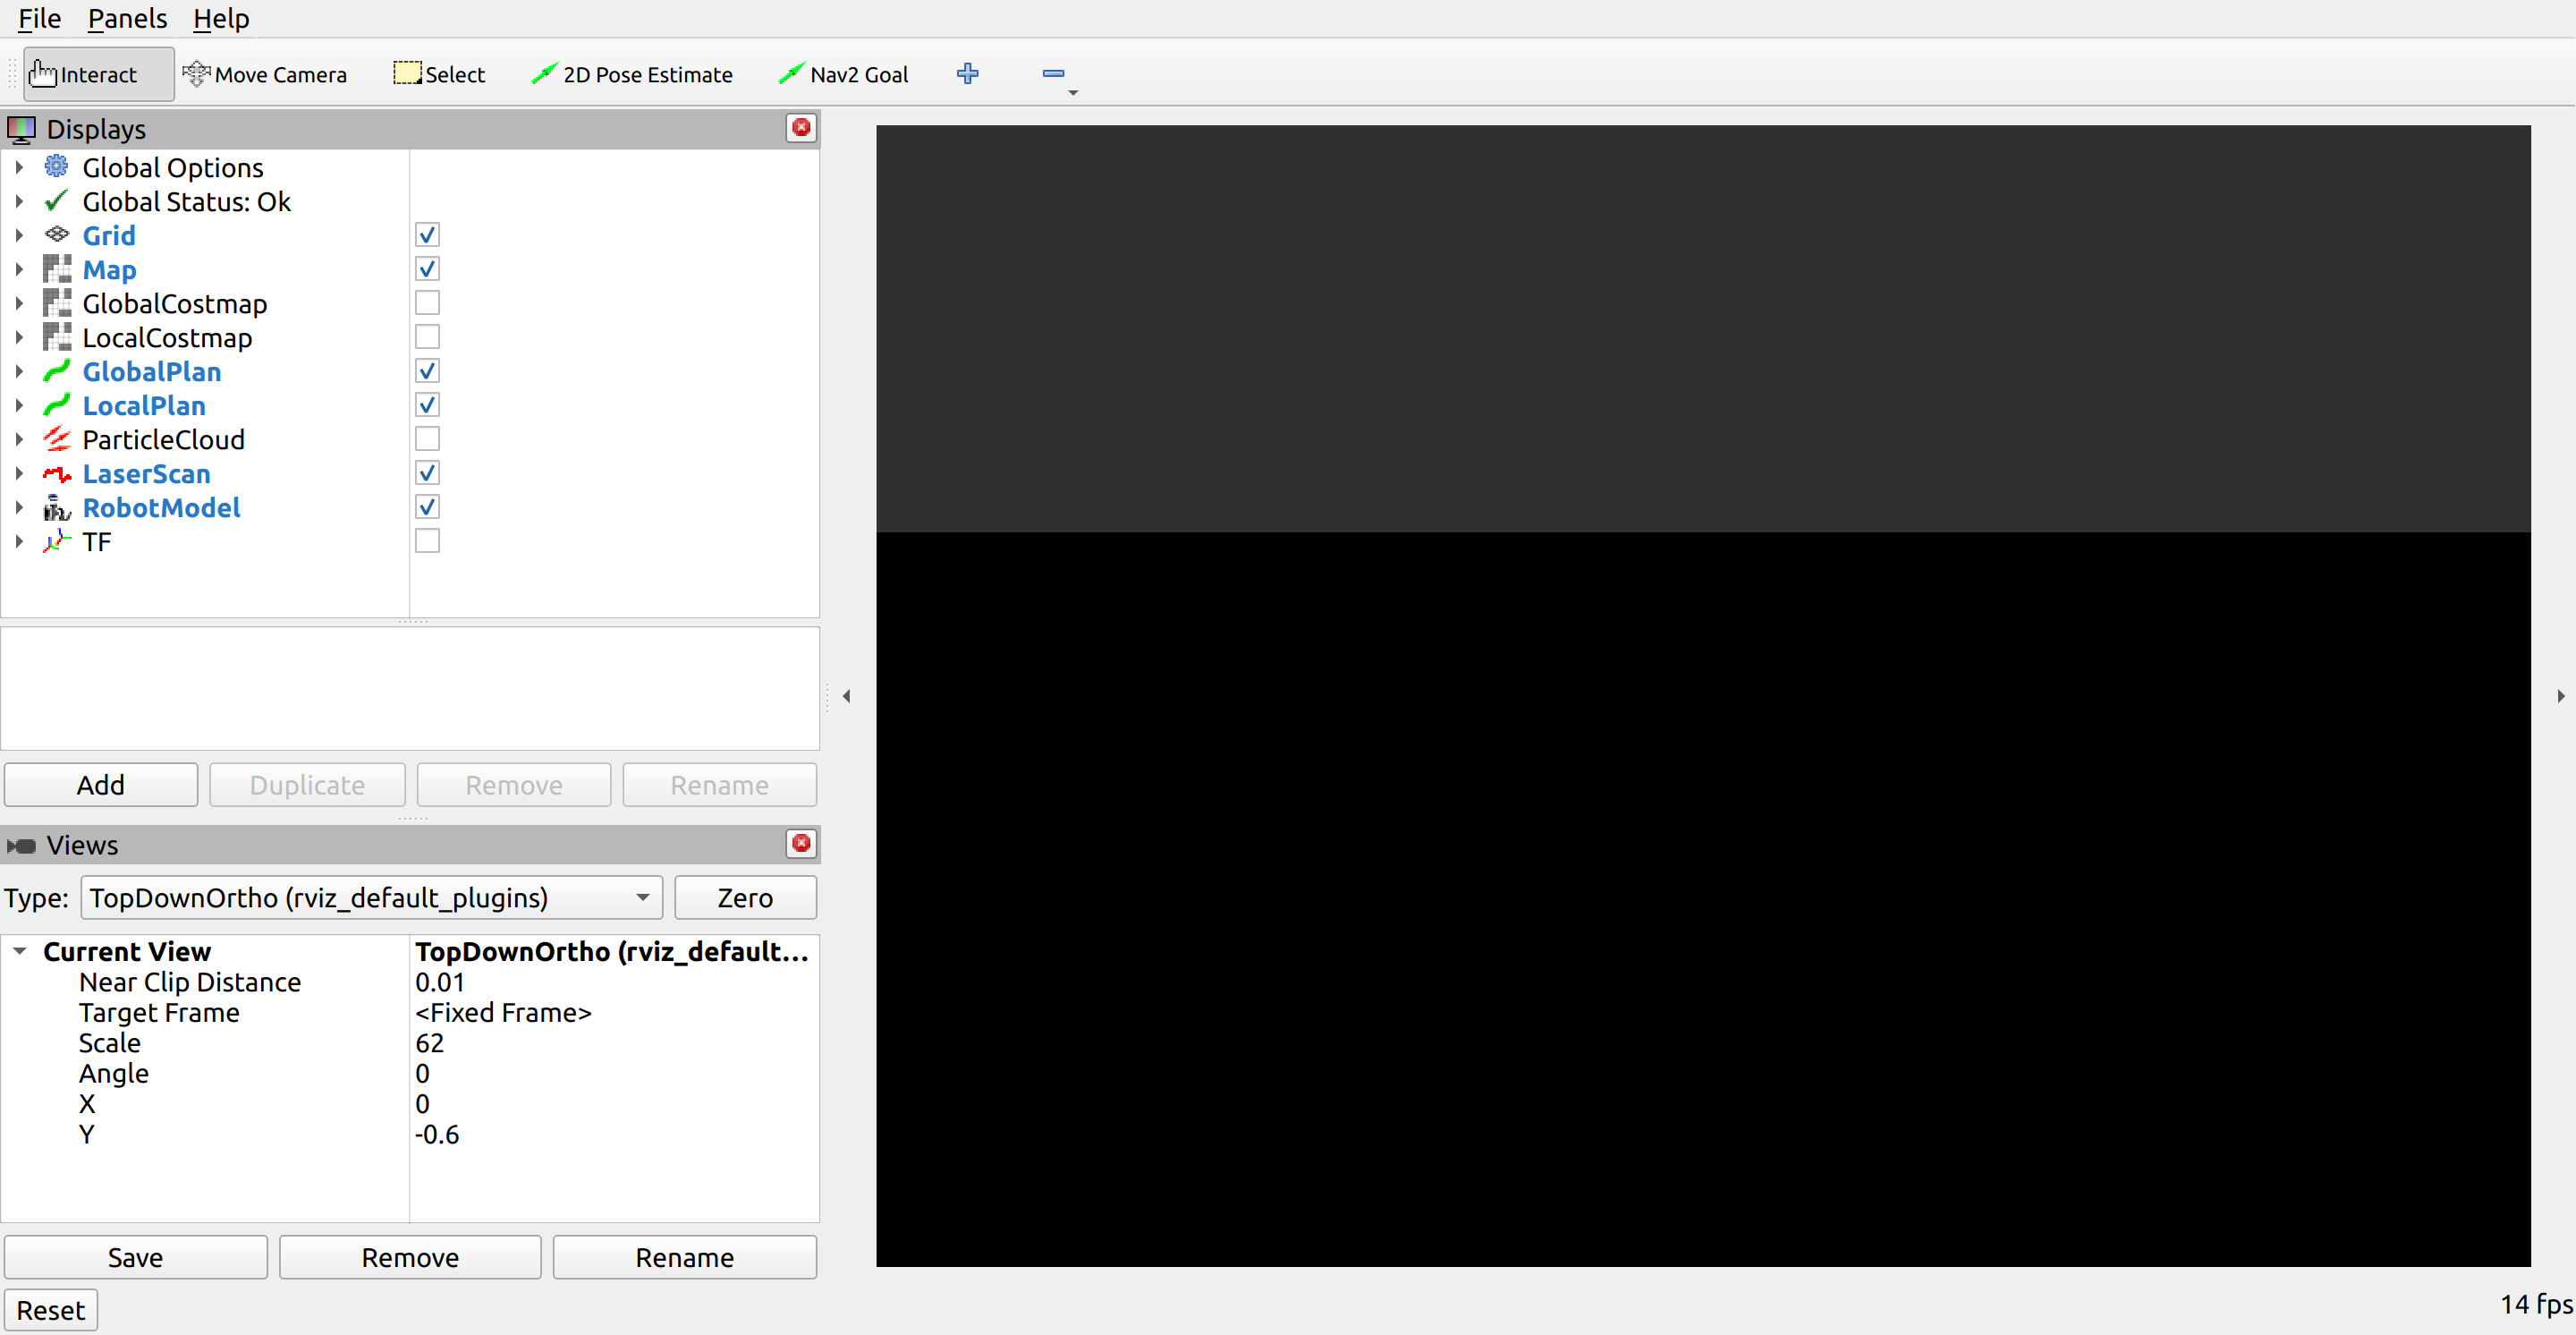 File Panels Help
Interact Move Camera Select 2D Pose Estimate Nav2 Goal
Displays
Global Options
Global Status: Ok
Grid
Map
GlobalCostmap
LocalCostmap
GlobalPlan
LocalPlan
ParticleCloud
LaserScan
RobotModel
TF
Add Duplicate Remove Rename
Views
Type: TopDownOrtho (rviz_default_plugins) Zero
Current View TopDownOrtho (rviz_default...
Near Clip Distance 0.01
Target Frame <Fixed Frame>
Scale 62
Angle 0
X 0
Y -0.6
Save Remove Rename
Reset 14 fps